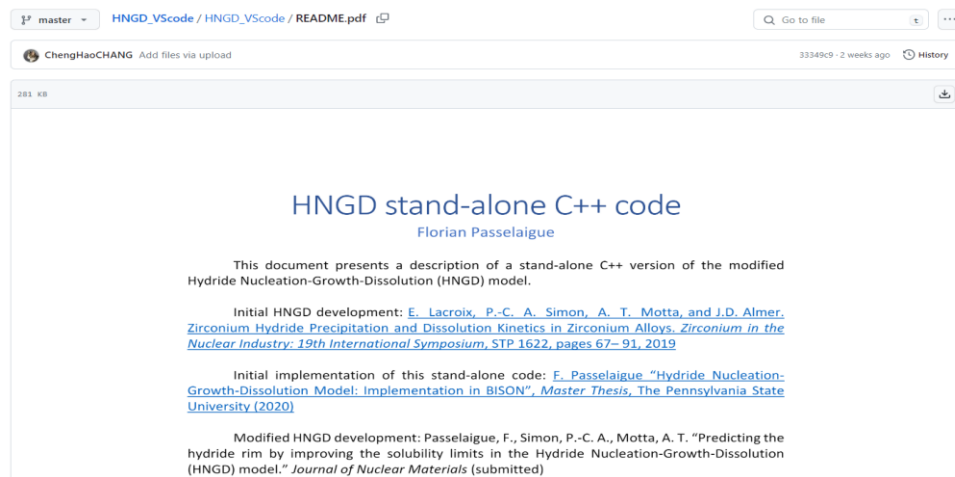 master
HNGD_VScode / HNGD_VScode / README.pdf
Go to file
t
ChengHaoCHANG Add files via upload
33349c9 · 2 weeks ago
History
281 KB
HNGD stand-alone C++ code
Florian Passelaigue
This document presents a description of a stand-alone C++ version of the modified
Hydride Nucleation-Growth-Dissolution (HNGD) model.
Initial HNGD development: E. Lacroix, P.-C. A. Simon, A. T. Motta, and J.D. Almer.
Zirconium Hydride Precipitation and Dissolution Kinetics in Zirconium Alloys. Zirconium in the
Nuclear Industry: 19th International Symposium, STP 1622, pages 67– 91, 2019
Initial implementation of this stand-alone code: F. Passelaigue “Hydride Nucleation-
Growth-Dissolution Model: Implementation in BISON”, Master Thesis, The Pennsylvania State
University (2020)
Modified HNGD development: Passelaigue, F., Simon, P.-C. A., Motta, A. T. “Predicting the
hydride rim by improving the solubility limits in the Hydride Nucleation-Growth-Dissolution
(HNGD) model.” Journal of Nuclear Materials (submitted)